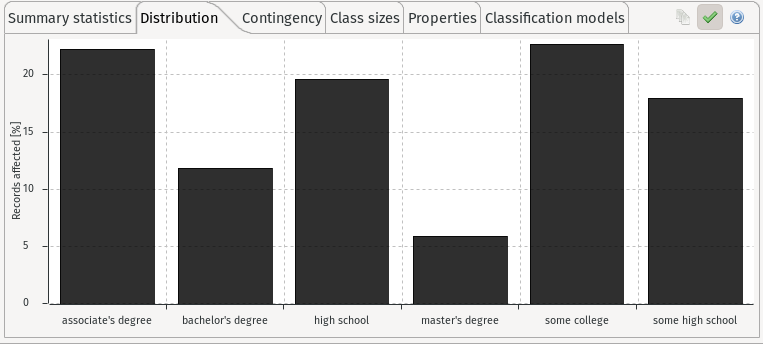 Summary statistics Distribution Contingency Class sizes Properties Classification models
Records affected [%]
20
15
10
5
0
associate's degree bachelor's degree high school master's degree some college some high school